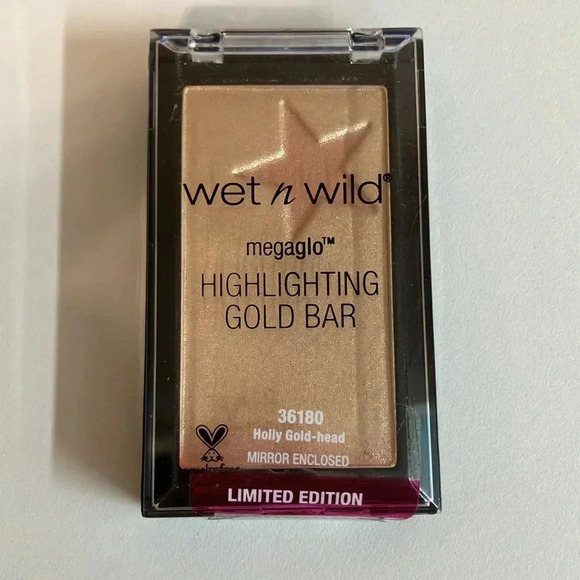 wet n wild®
megaglo™
HIGHLIGHTING
GOLD BAR
36180
Holly Gold-head
MIRROR ENCLOSED
LIMITED EDITION